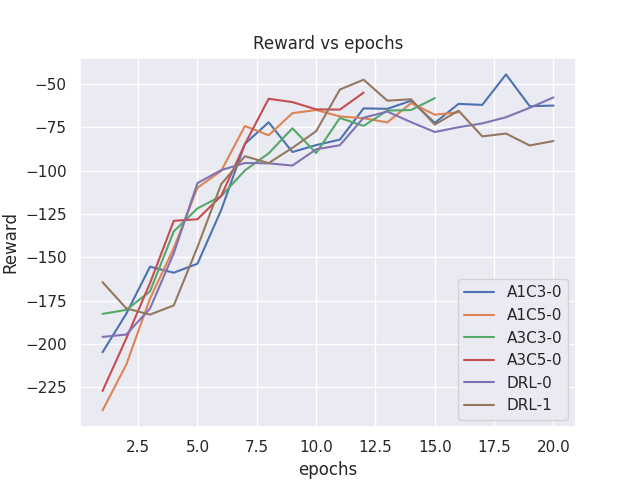 Reward vs epochs
Reward
−50
−75
−100
−125
−150
−175
−200
−225
A1C3-0
A1C5-0
A3C3-0
A3C5-0
DRL-0
DRL-1
2.5 5.0 7.5 10.0 12.5 15.0 17.5 20.0
epochs